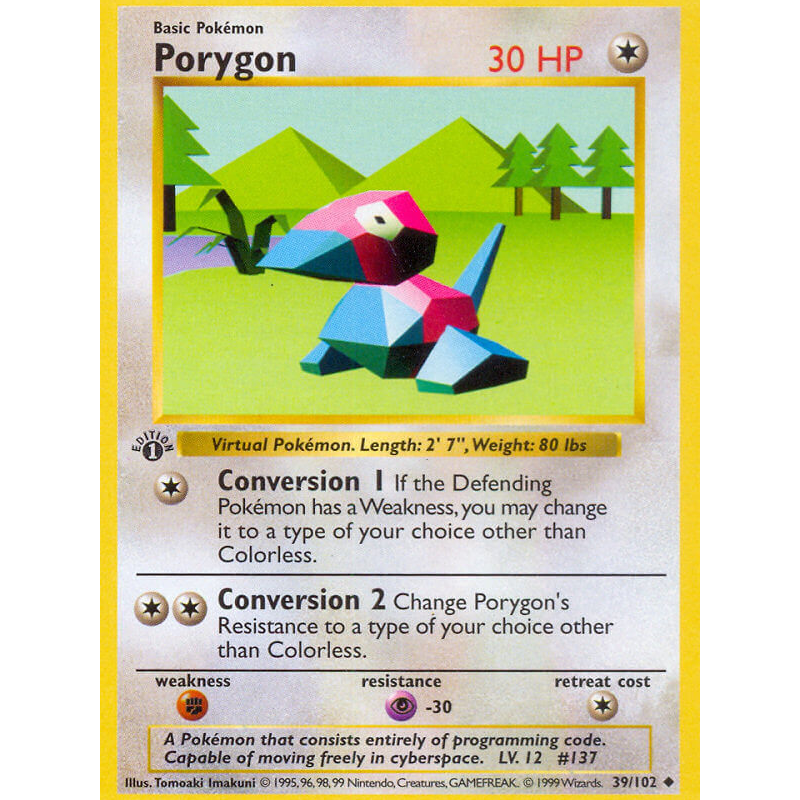 Basic Pokémon
Porygon 30 HP
EDITION 1
Virtual Pokémon. Length: 2' 7", Weight: 80 lbs
Conversion 1 If the Defending
Pokémon has a Weakness, you may change
it to a type of your choice other than
Colorless.
Conversion 2 Change Porygon's
Resistance to a type of your choice other
than Colorless.
weakness resistance retreat cost
-30
A Pokémon that consists entirely of programming code.
Capable of moving freely in cyberspace. LV. 12 #137
Illus. Tomoaki Imakuni © 1995, 96, 98, 99 Nintendo, Creatures, GAMEFREAK. © 1999 Wizards. 39/102